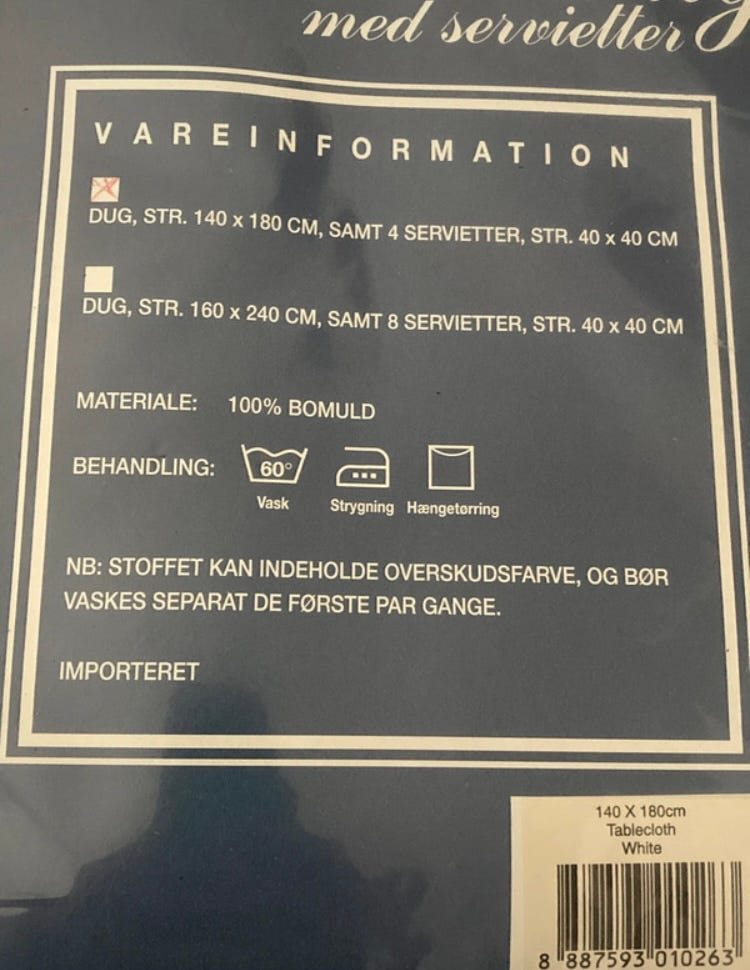 med servietter
VAREINFORMATION
DUG, STR. 140 x 180 CM, SAMT 4 SERVIETTER, STR. 40 x 40 CM
DUG, STR. 160 x 240 CM, SAMT 8 SERVIETTER, STR. 40 x 40 CM
MATERIALE: 100% BOMULD
BEHANDLING: 60°
Vask Strygning Hængetørring
NB: STOFFET KAN INDEHOLDE OVERSKUDSFARVE, OG BØR
VASKES SEPARAT DE FØRSTE PAR GANGE.
IMPORTERET
140 X 180cm
Tablecloth
White
8 887593 010263